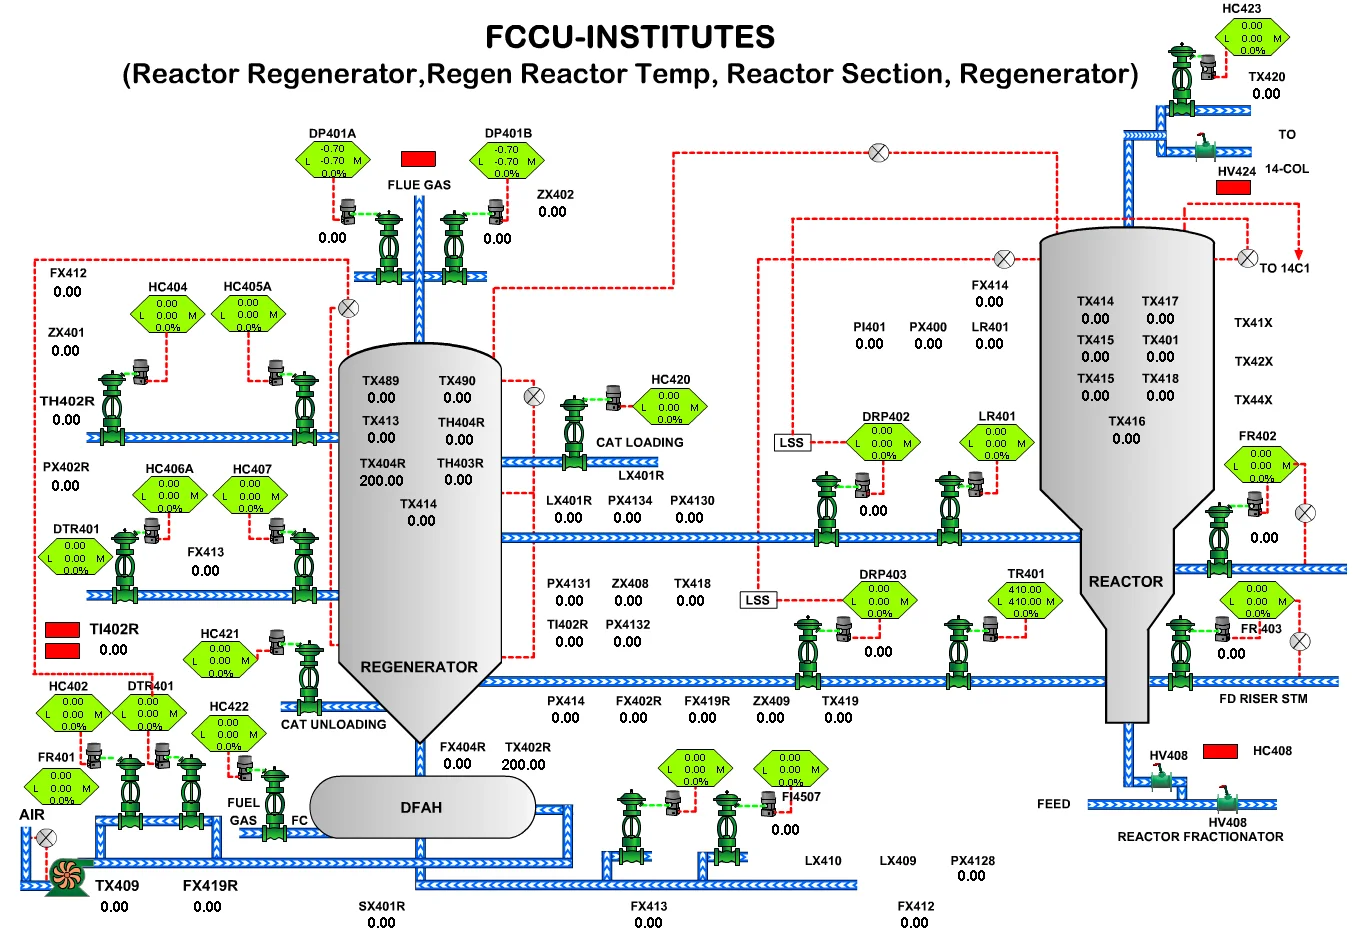 FCCU-INSTITUTES
(Reactor Regenerator,Regen Reactor Temp, Reactor Section, Regenerator)
HC423
0.00
L 0.00 M
0.0%
TX420
0.00
TO
14-COL
HV424
TO 14C1
DP401A
-0.70
L -0.70 M
0.0%
0.00
FLUE GAS
DP401B
-0.70
L -0.70 M
0.0%
0.00
ZX402
0.00
FX412
0.00
ZX401
0.00
TH402R
0.00
HC404
0.00
L 0.00 M
0.0%
HC405A
0.00
L 0.00 M
0.0%
PX402R
0.00
HC406A
0.00
L 0.00 M
0.0%
HC407
0.00
L 0.00 M
0.0%
DTR401
0.00
L 0.00 M
0.0%
FX413
0.00
TI402R
0.00
TX489 TX490
0.00 0.00
TX413 TH404R
0.00 0.00
TX404R TH403R
200.00 0.00
TX414
0.00
REGENERATOR
HC420
0.00
L 0.00 M
0.0%
CAT LOADING
LX401R
LX401R PX4134 PX4130
0.00 0.00 0.00
PX4131 ZX408 TX418
0.00 0.00 0.00
TI402R PX4132
0.00 0.00
PX414 FX402R FX419R ZX409 TX419
0.00 0.00 0.00 0.00 0.00
FX414
0.00
PI401 PX400 LR401
0.00 0.00 0.00
LSS
DRP402
0.00
L 0.00 M
0.0%
0.00
LR401
0.00
L 0.00 M
0.0%
LSS
DRP403
0.00
L 0.00 M
0.0%
0.00
TR401
410.00
L 410.00 M
0.0%
TX414 TX417
0.00 0.00
TX415 TX401
0.00 0.00
TX415 TX418
0.00 0.00
TX416
0.00
REACTOR
TX41X
TX42X
TX44X
FR402
0.00
L 0.00 M
0.0%
0.00
0.00
L 0.00 M
0.0%
FR403
0.00
FD RISER STM
HC421
0.00
L 0.00 M
0.0%
CAT UNLOADING
HC402
0.00
L 0.00 M
0.0%
DTR401
0.00
L 0.00 M
0.0%
HC422
0.00
L 0.00 M
0.0%
FR401
0.00
L 0.00 M
0.0%
AIR
FUEL
GAS
FC
DFAH
FX404R TX402R
0.00 200.00
0.00
L 0.00 M
0.0%
0.00
L 0.00 M
0.0%
FI4507
0.00
HV408
HC408
FEED
HV408
REACTOR FRACTIONATOR
LX410 LX409 PX4128
0.00
TX409 FX419R
0.00 0.00
SX401R FX413 FX412
0.00 0.00 0.00